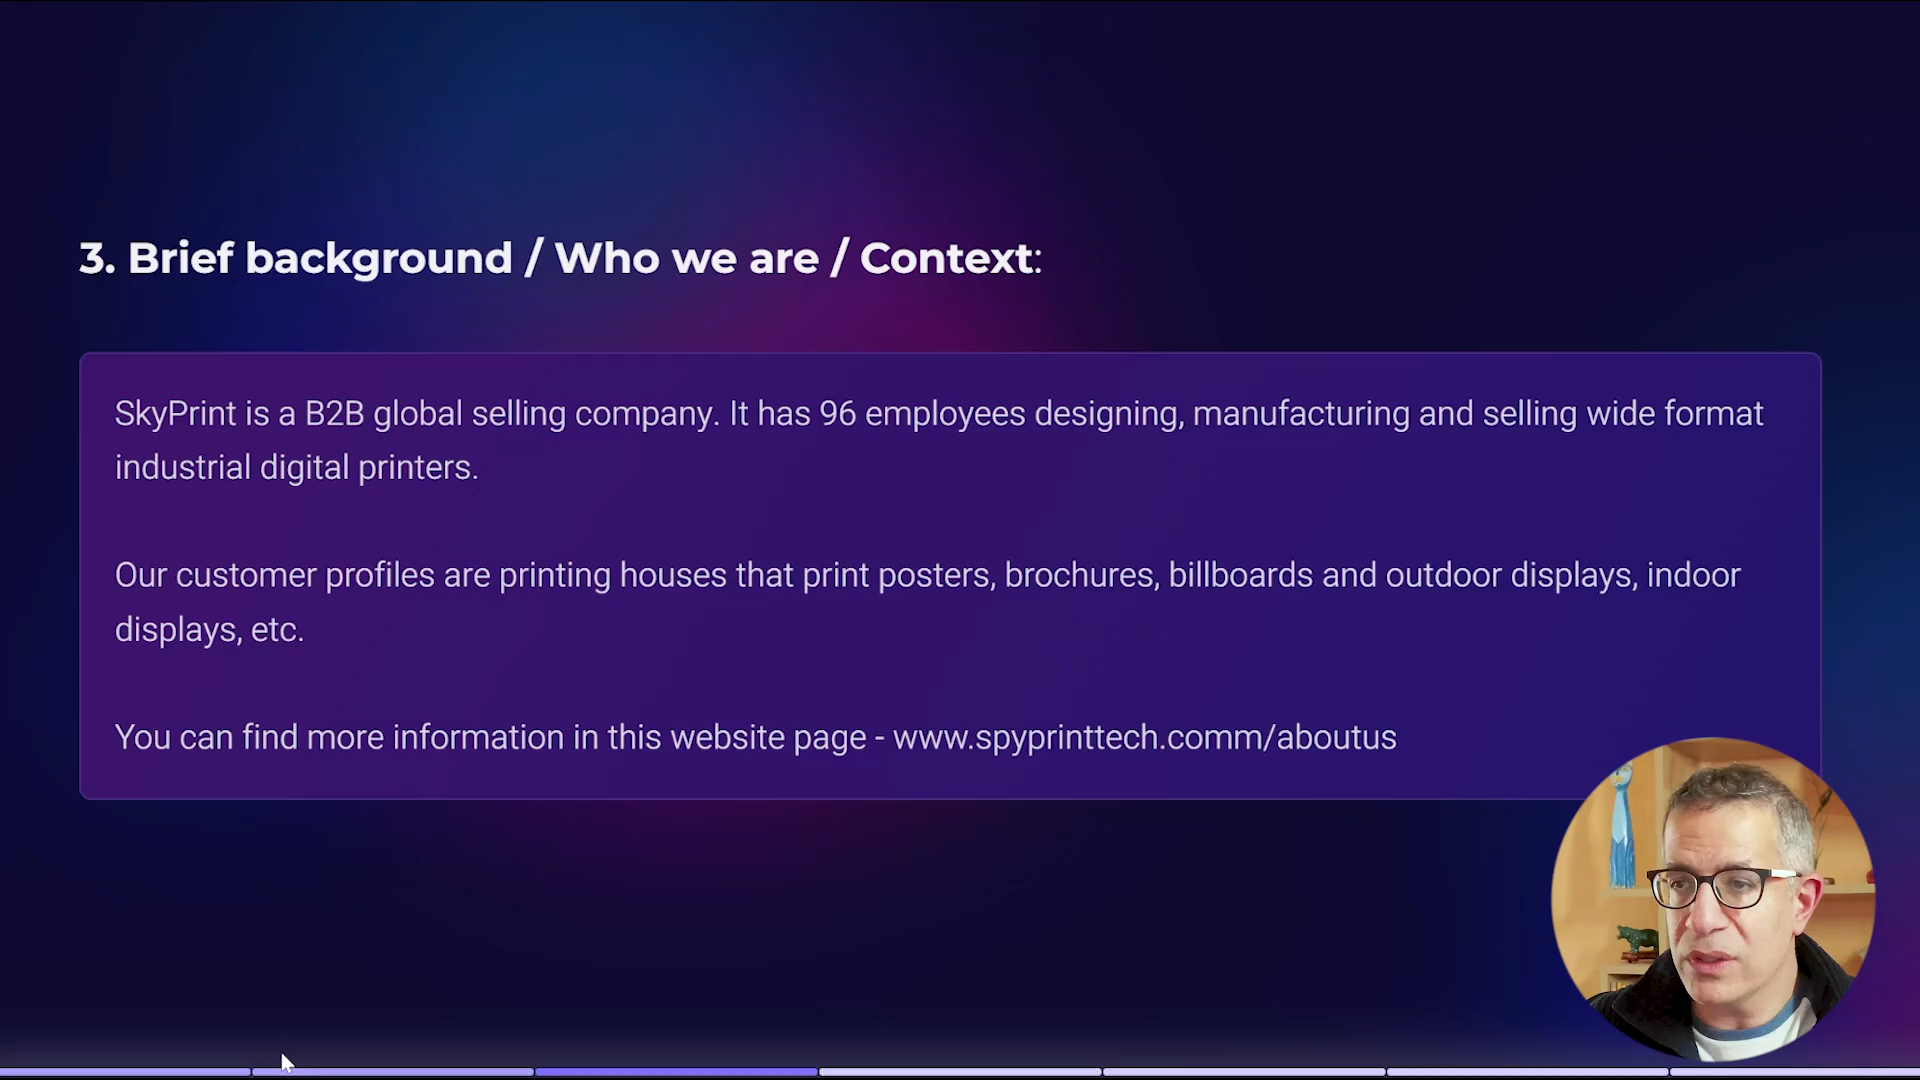 3. Brief background / Who we are / Context:
SkyPrint is a B2B global selling company. It has 96 employees designing, manufacturing and selling wide format
industrial digital printers.
Our customer profiles are printing houses that print posters, brochures, billboards and outdoor displays, indoor
displays, etc.
You can find more information in this website page - www.spyprinttech.comm/aboutus